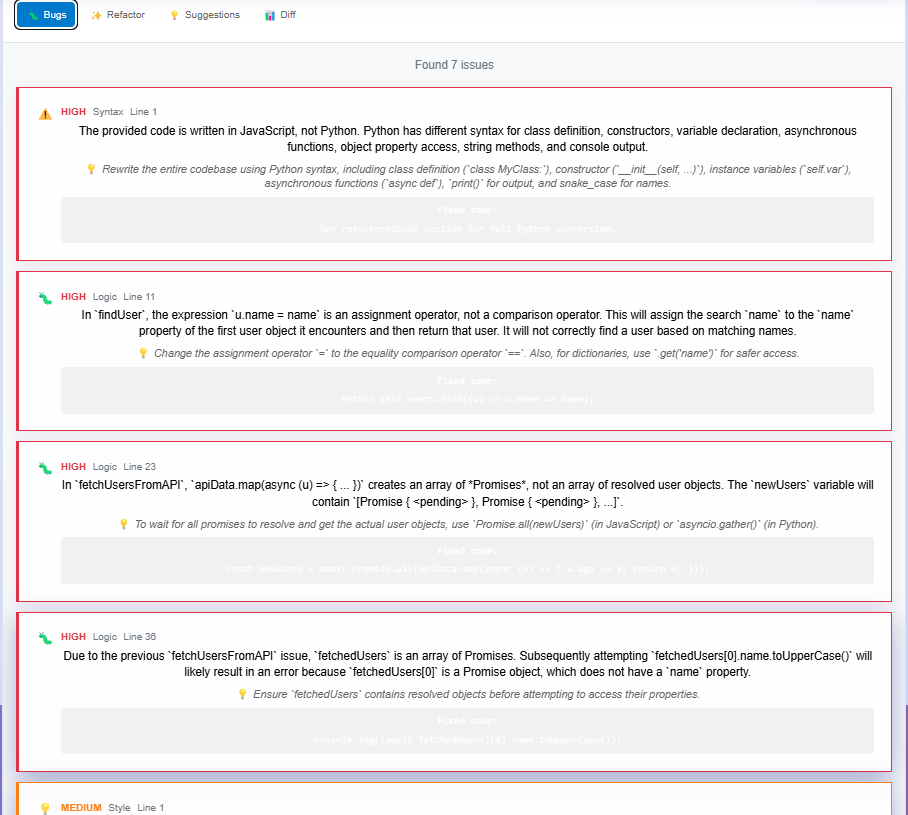 Bugs Refactor Suggestions Diff
Found 7 issues
HIGH Syntax Line 1
The provided code is written in JavaScript, not Python. Python has different syntax for class definition, constructors, variable declaration, asynchronous
functions, object property access, string methods, and console output.
Rewrite the entire codebase using Python syntax, including class definition (`class MyClass:`), constructor (`__init__(self, ...)`), instance variables (`self.var`),
asynchronous functions (`async def`), `print()` for output, and snake_case for names.
Fixed code:
See refactoredCode section for full Python conversion.
HIGH Logic Line 11
In `findUser`, the expression `u.name = name` is an assignment operator, not a comparison operator. This will assign the search `name` to the `name`
property of the first user object it encounters and then return that user. It will not correctly find a user based on matching names.
Change the assignment operator `=` to the equality comparison operator `==`. Also, for dictionaries, use `.get('name')` for safer access.
Fixed code:
return self.users.find((u) => u.name == name);
HIGH Logic Line 23
In `fetchUsersFromAPI`, `apiData.map(async (u) => { ... })` creates an array of *Promises*, not an array of resolved user objects. The `newUsers` variable will
contain `[Promise { <pending> }, Promise { <pending> }, ...]`.
To wait for all promises to resolve and get the actual user objects, use `Promise.all(newUsers)` (in JavaScript) or `asyncio.gather()` (in Python).
Fixed code:
const newUsers = await Promise.all(apiData.map(async (u) => { u.age += 1; return u; }));
HIGH Logic Line 36
Due to the previous `fetchUsersFromAPI` issue, `fetchedUsers` is an array of Promises. Subsequently attempting `fetchedUsers[0].name.toUpperCase()` will
likely result in an error because `fetchedUsers[0]` is a Promise object, which does not have a `name` property.
Ensure `fetchedUsers` contains resolved objects before attempting to access their properties.
Fixed code:
console.log((await fetchedUsers)[0].name.toUpperCase());
MEDIUM Style Line 1